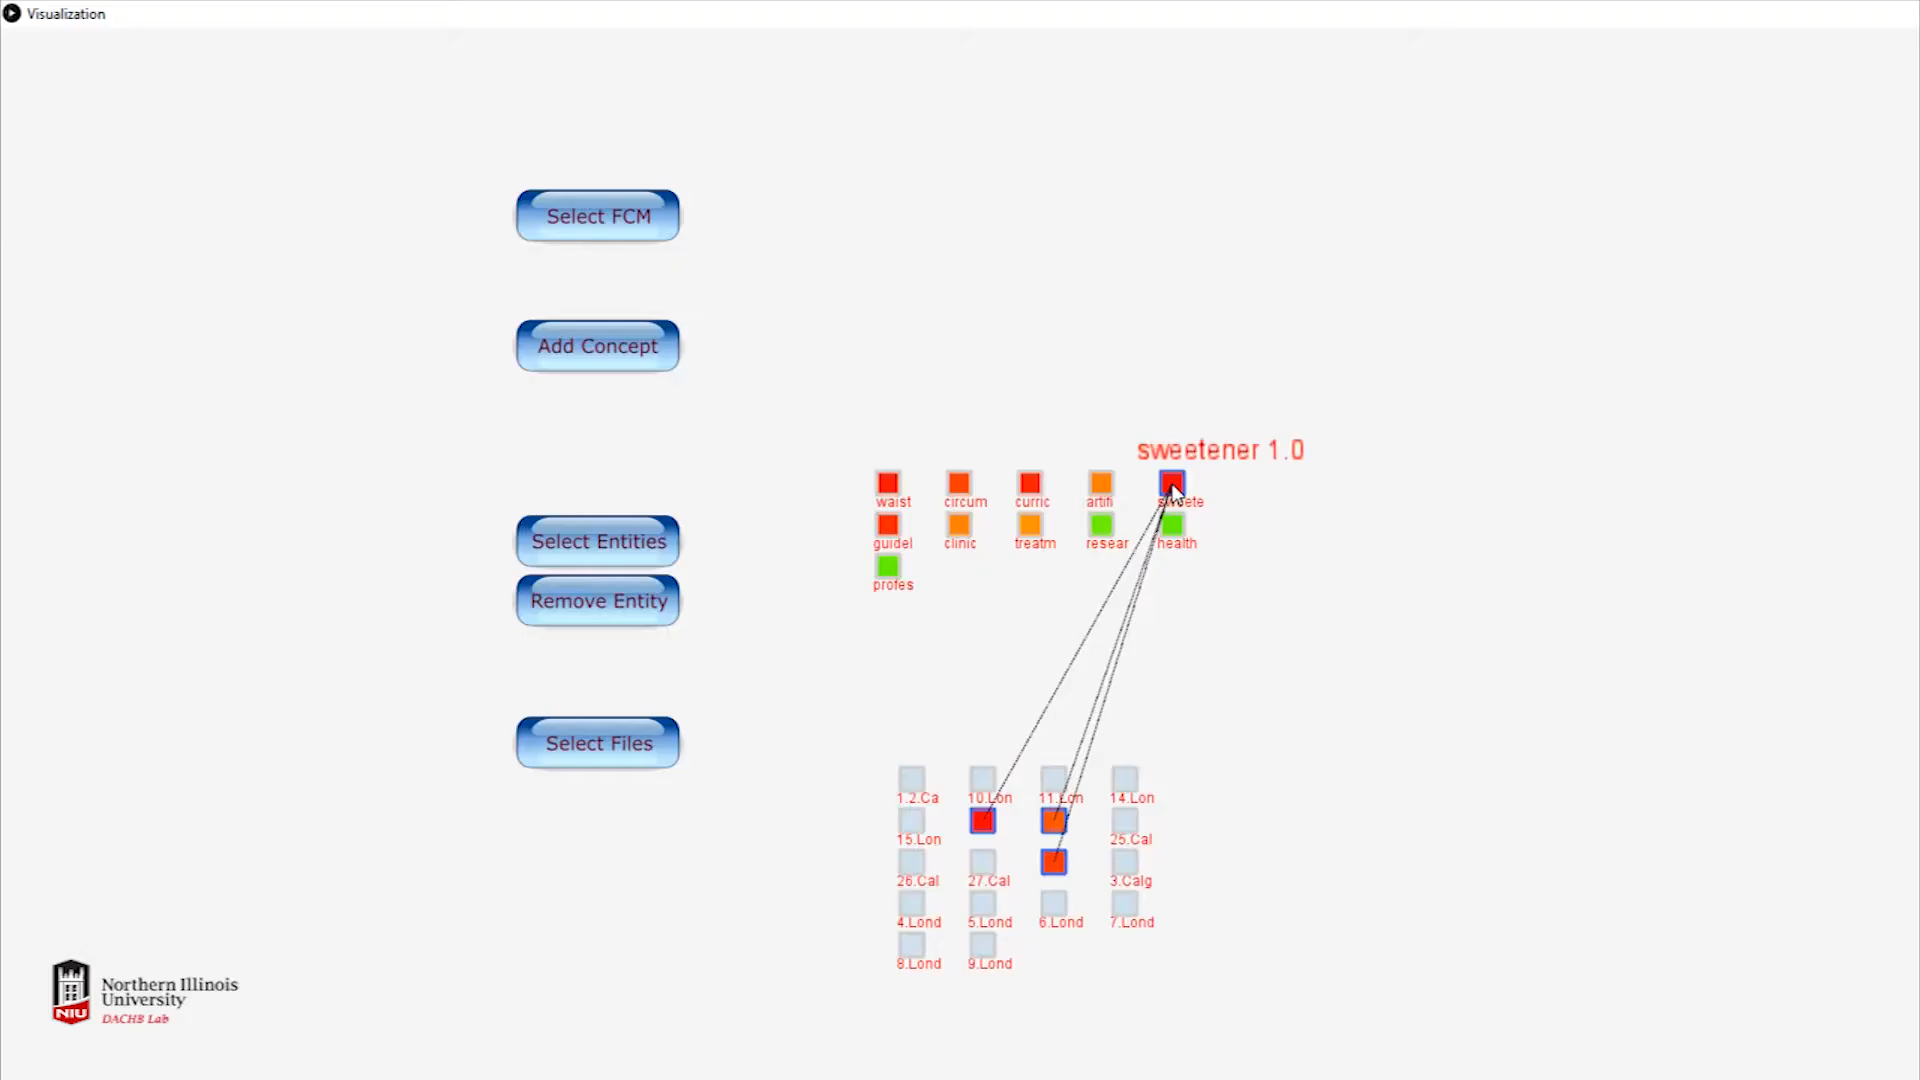 Visualization
Select FCM
Add Concept
Select Entities
Remove Entity
Select Files
sweetener 1.0
waist circum curric artifi sweete
guidel clinic treatm resear health
profes
1.2.Ca 10.Lon 11.Lon 14.Lon
15.Lon 25.Cal
26.Cal 27.Cal 3.Calg
4.Lond 5.Lond 6.Lond 7.Lond
8.Lond 9.Lond
NIU
Northern Illinois
University
DACHB Lab